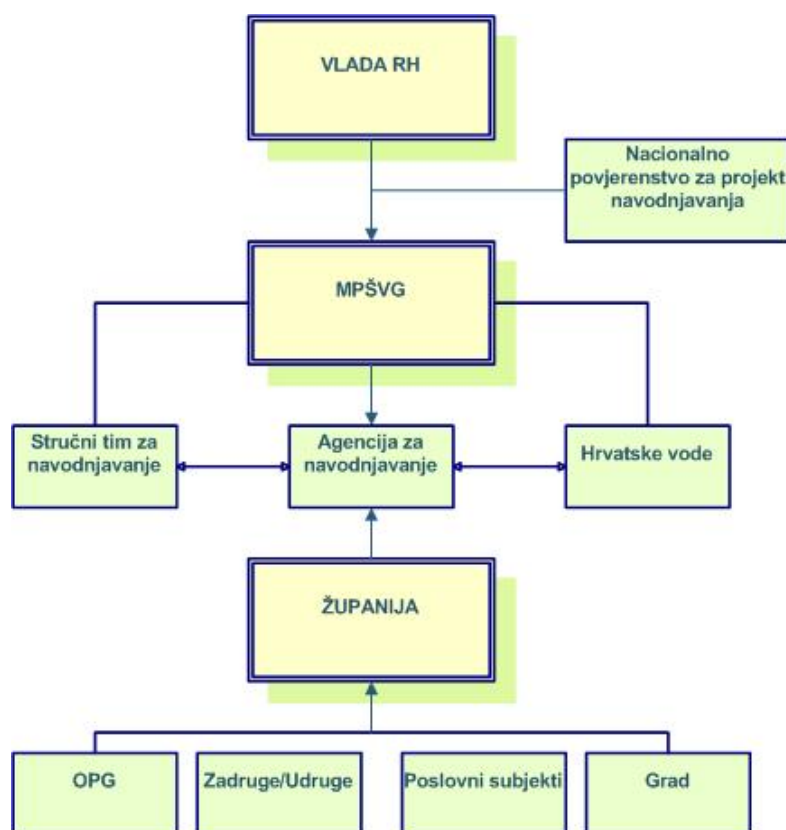 VLADA RH
Nacionalno
povjerenstvo za projekt
navodnjavanja
MPŠVG
Stručni tim za
navodnjavanje
Agencija za
navodnjavanje
Hrvatske vode
ŽUPANIJA
OPG
Zadruge/Udruge
Poslovni subjekti
Grad